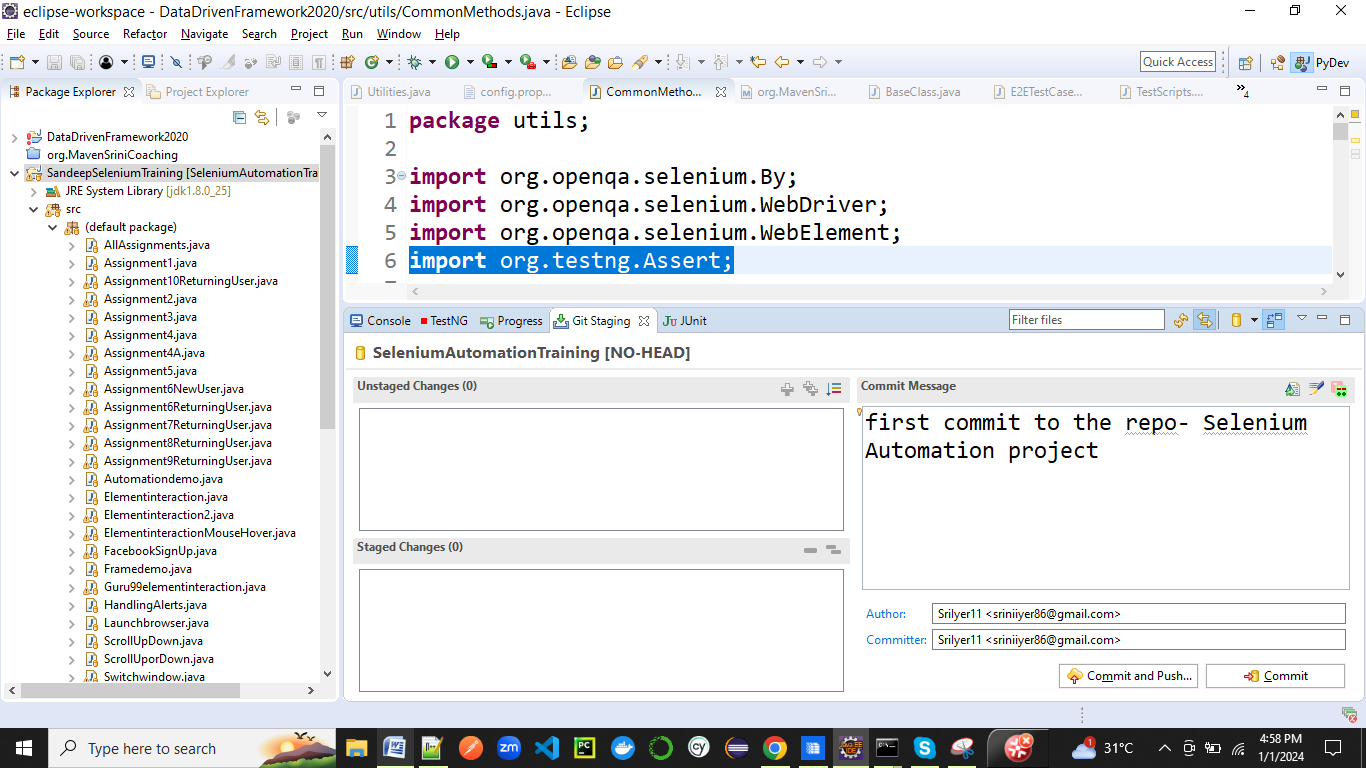 eclipse-workspace - DataDrivenFramework2020/src/utils/CommonMethods.java - Eclipse
File Edit Source Refactor Navigate Search Project Run Window Help
Quick Access
PyDev
Package Explorer
Project Explorer
DataDrivenFramework2020
org.MavenSriniCoaching
SandeepSeleniumTraining [SeleniumAutomationTra
JRE System Library [jdk1.8.0_25]
src
(default package)
AllAssignments.java
Assignment1.java
Assignment10ReturningUser.java
Assignment2.java
Assignment3.java
Assignment4.java
Assignment4A.java
Assignment5.java
Assignment6NewUser.java
Assignment6ReturningUser.java
Assignment7ReturningUser.java
Assignment8ReturningUser.java
Assignment9ReturningUser.java
Automationdemo.java
Elementinteraction.java
Elementinteraction2.java
ElementinteractionMouseHover.java
FacebookSignUp.java
Framedemo.java
Guru99elementinteraction.java
HandlingAlerts.java
Launchbrowser.java
ScrollUpDown.java
ScrollUporDown.java
Switchwindow.java
Utilities.java config.prop... CommonMetho... org.MavenSri... BaseClass.java E2ETestCase... TestScripts.... »4
1 package utils;
2
3 import org.openqa.selenium.By;
4 import org.openqa.selenium.WebDriver;
5 import org.openqa.selenium.WebElement;
6 import org.testng.Assert;
Console TestNG Progress Git Staging JUnit
Filter files
SeleniumAutomationTraining [NO-HEAD]
Unstaged Changes (0)
Staged Changes (0)
Commit Message
first commit to the repo- Selenium
Automation project
Author: SriIyer11 <sriniiyer86@gmail.com>
Committer: SriIyer11 <sriniiyer86@gmail.com>
Commit and Push...
Commit
Type here to search
31°C
4:58 PM
1/1/2024